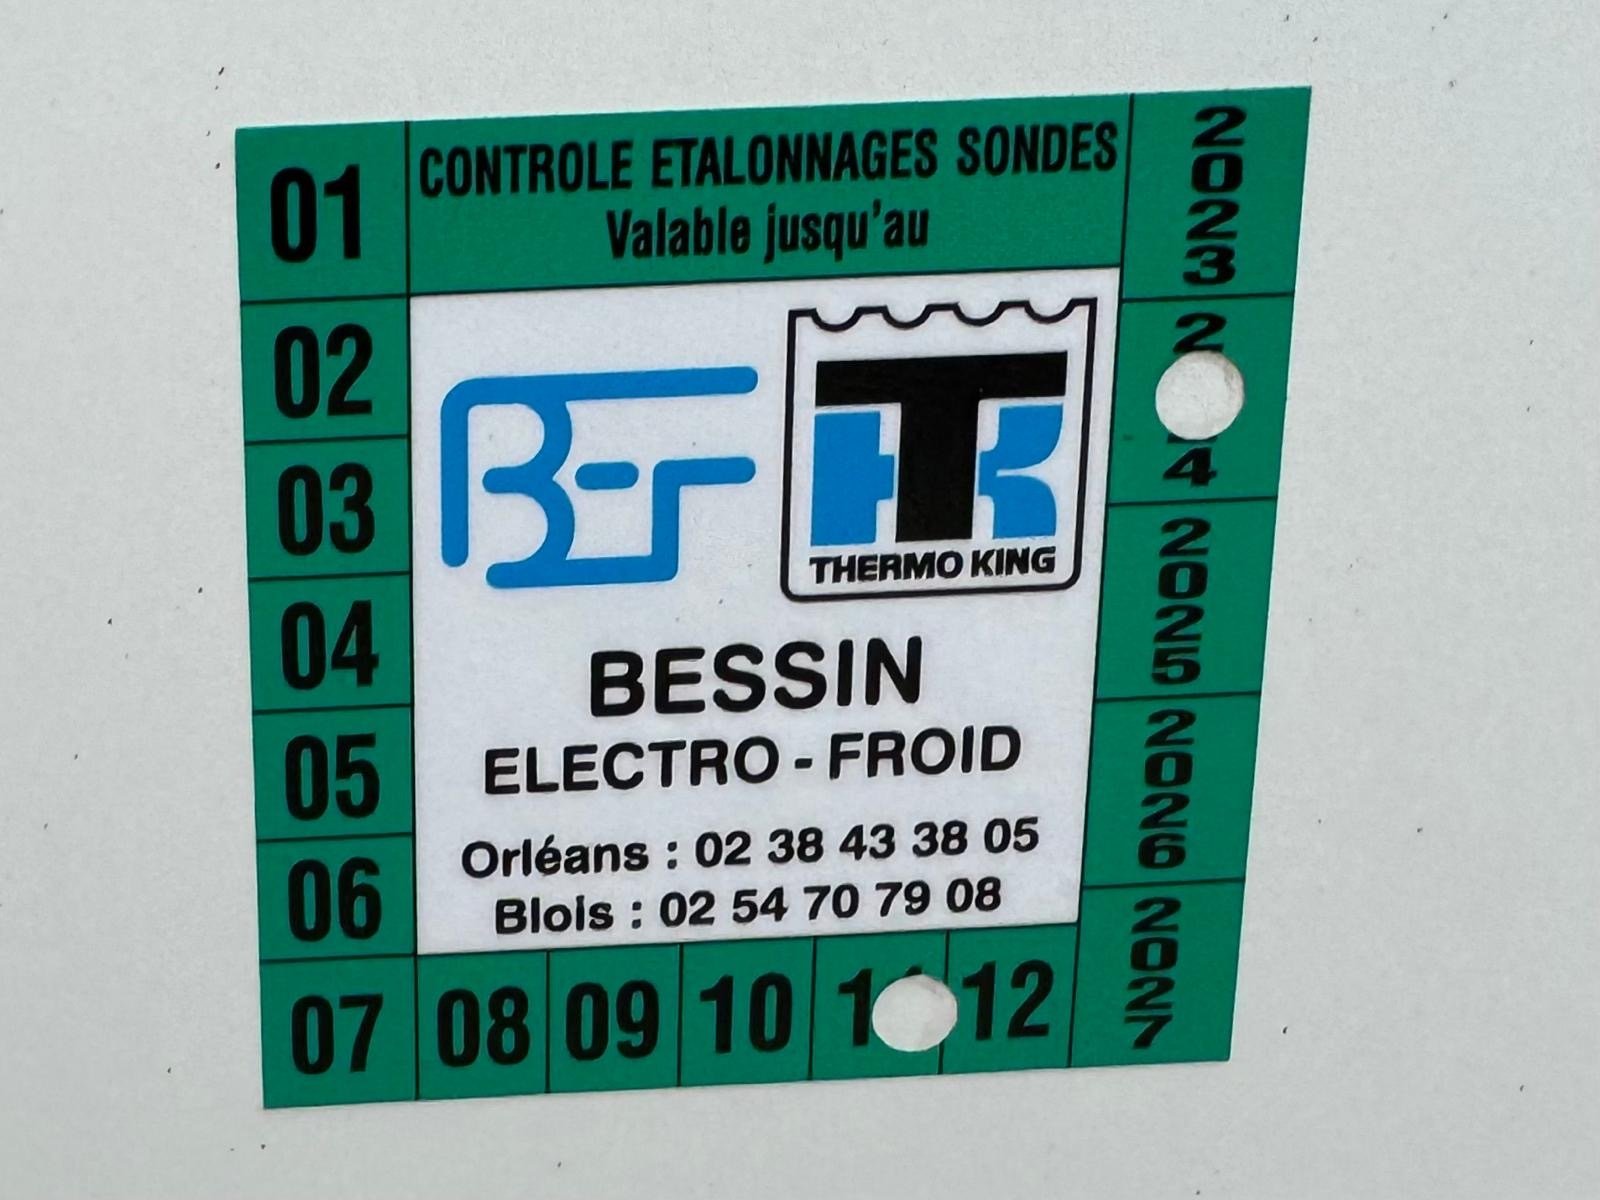 CONTROLE ETALONNAGES SONDES
Valable jusqu'au
01
02
03
04
05
06
07
08
09
10
12
2023
2025
2026
2027
BEF
TK
THERMO KING
BESSIN
ELECTRO - FROID
Orléans : 02 38 43 38 05
Blois : 02 54 70 79 08